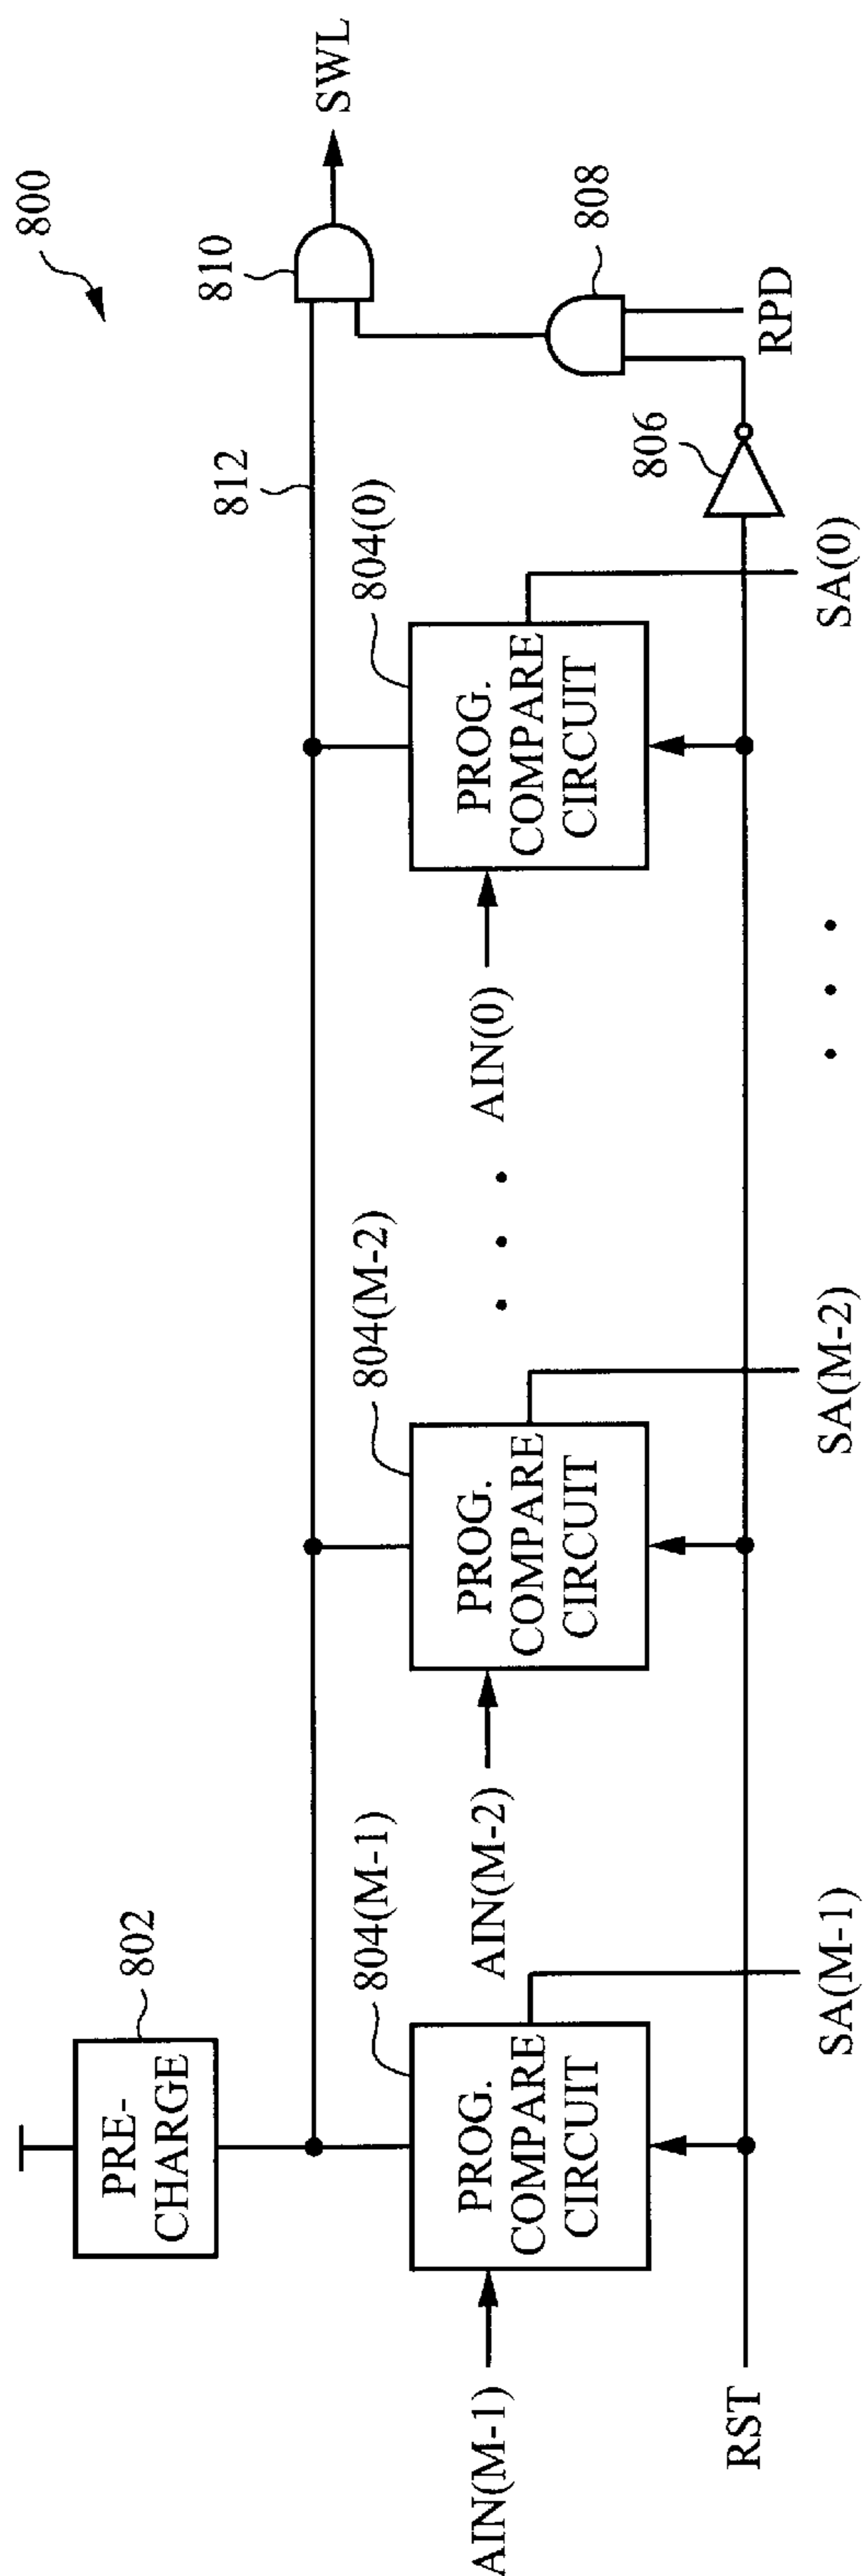 800
802
PRE-
CHARGE
812
810
SWL
804(M-1)
PROG.
COMPARE
CIRCUIT
AIN(M-1)
804(M-2)
PROG.
COMPARE
CIRCUIT
AIN(M-2)
. . .
804(0)
PROG.
COMPARE
CIRCUIT
AIN(0)
808
806
RPD
RST
SA(M-1)
SA(M-2)
. . .
SA(0)